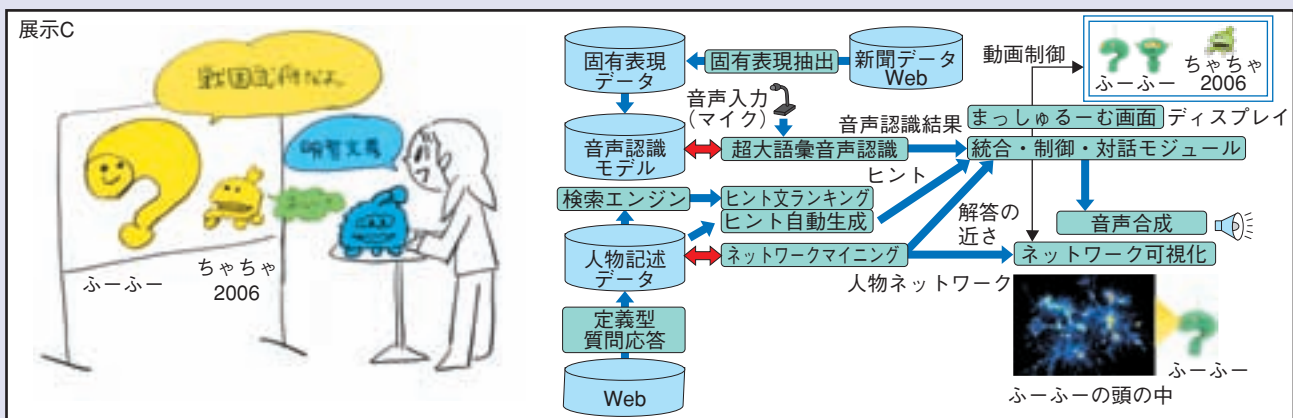 展示C
戦国武将だよ
明智光秀
ふーふー
ちゃちゃ
2006
固有表現
データ
固有表現抽出
新聞データ
Web
音声入力
(マイク)
音声認識
モデル
超大語彙音声認識
音声認識結果
ヒント
検索エンジン
ヒント文ランキング
ヒント自動生成
人物記述
データ
ネットワークマイニング
人物ネットワーク
定義型
質問応答
Web
動画制御
ふーふー
ちゃちゃ
2006
まっしゅるーむ画面
ディスプレイ
統合・制御・対話モジュール
解答の
近さ
音声合成
ネットワーク可視化
ふーふー
ふーふーの頭の中